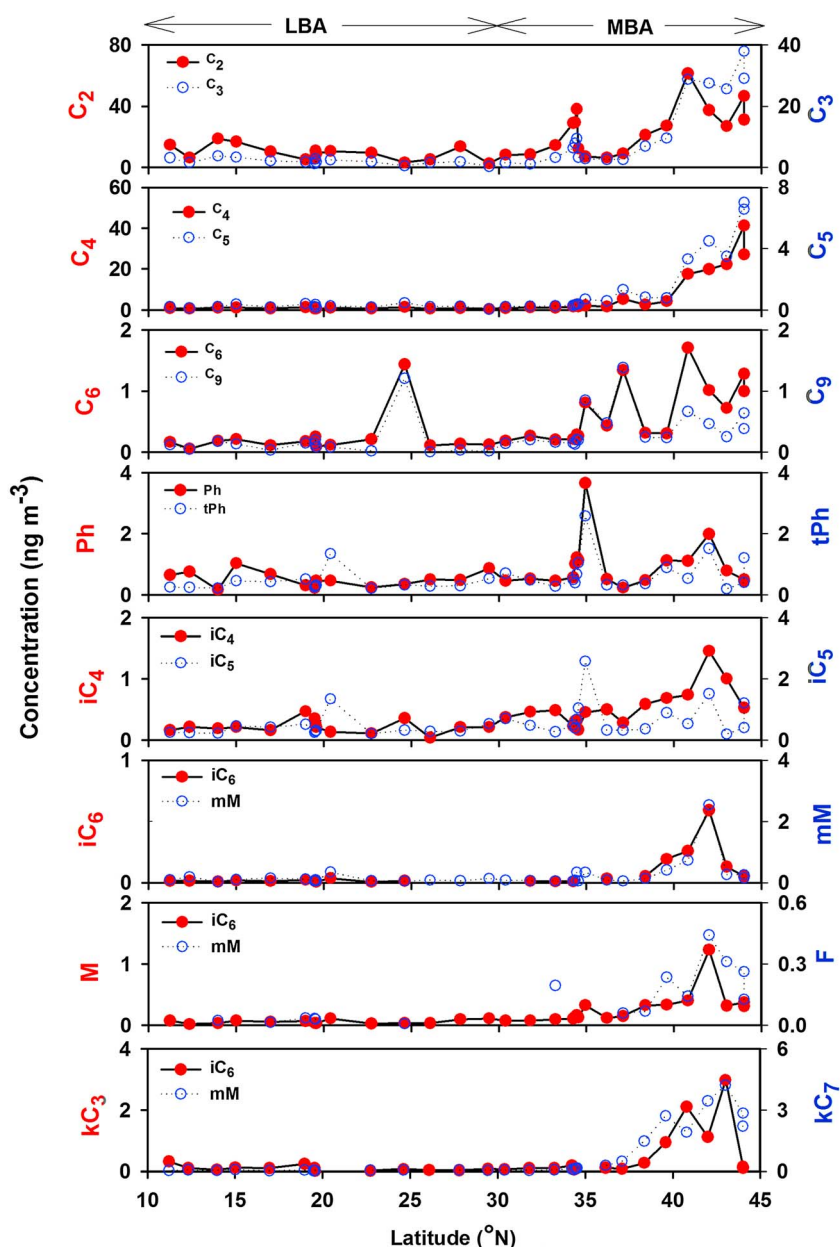 LBA MBA
80 40
C2
C3
C2 40 20 C3
0 0
60 8
C4
C5
C4 40 4 C5
20
0 0
2 2
C6
C9
C6 1 1 C9
0 0
4 4
Ph
tPh
Ph 2 2 tPh
0 0
2 4
iC4
iC5
iC4 1 2 iC5
0 0
1 4
iC6
mM
iC6 2 mM
0 0
2 0.6
iC6
mM
M 1 0.3 F
0 0.0
4 6
iC6
mM
kC3 2 3 kC7
0 0
10 15 20 25 30 35 40 45
Latitude (°N)
Concentration (ng m-3)